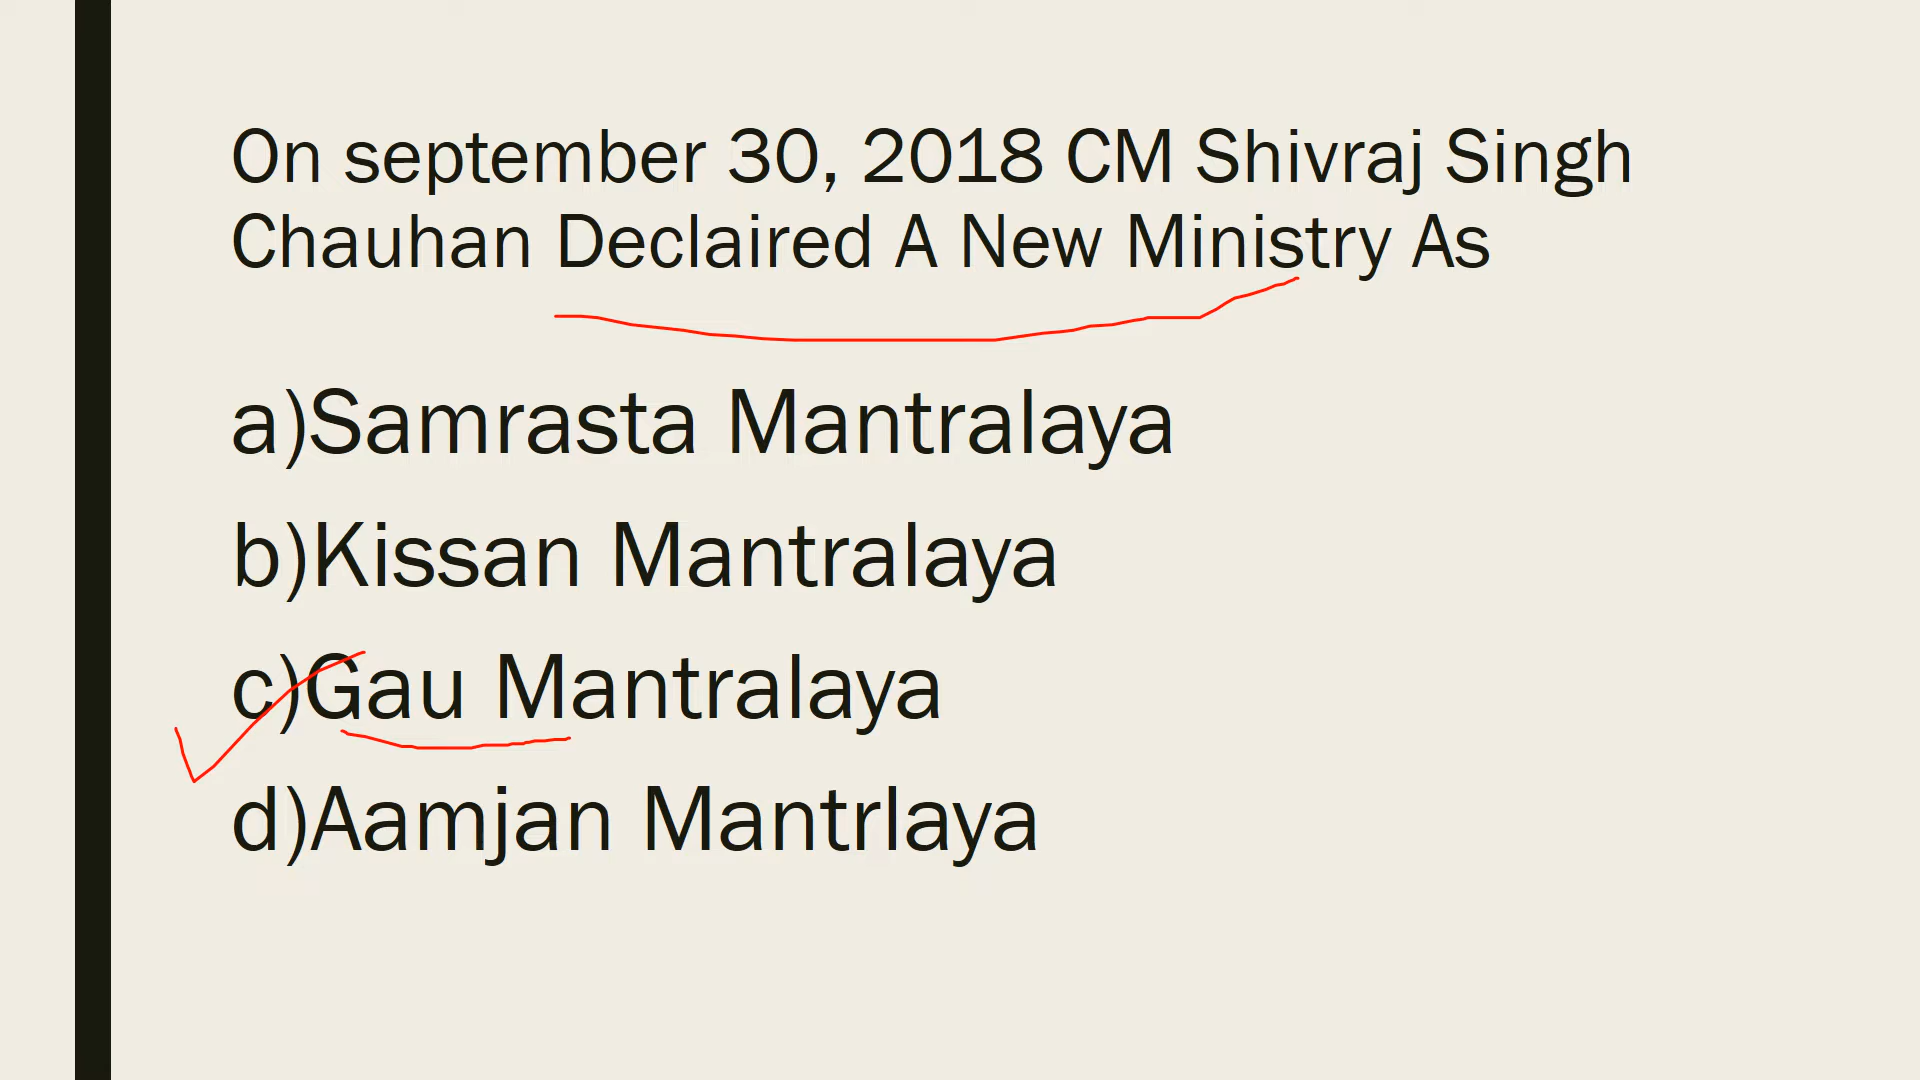 On september 30, 2018 CM Shivraj Singh
Chauhan Declaired A New Ministry As
a)Samrasta Mantralaya
b)Kissan Mantralaya
c)Gau Mantralaya
d)Aamjan Mantrlaya